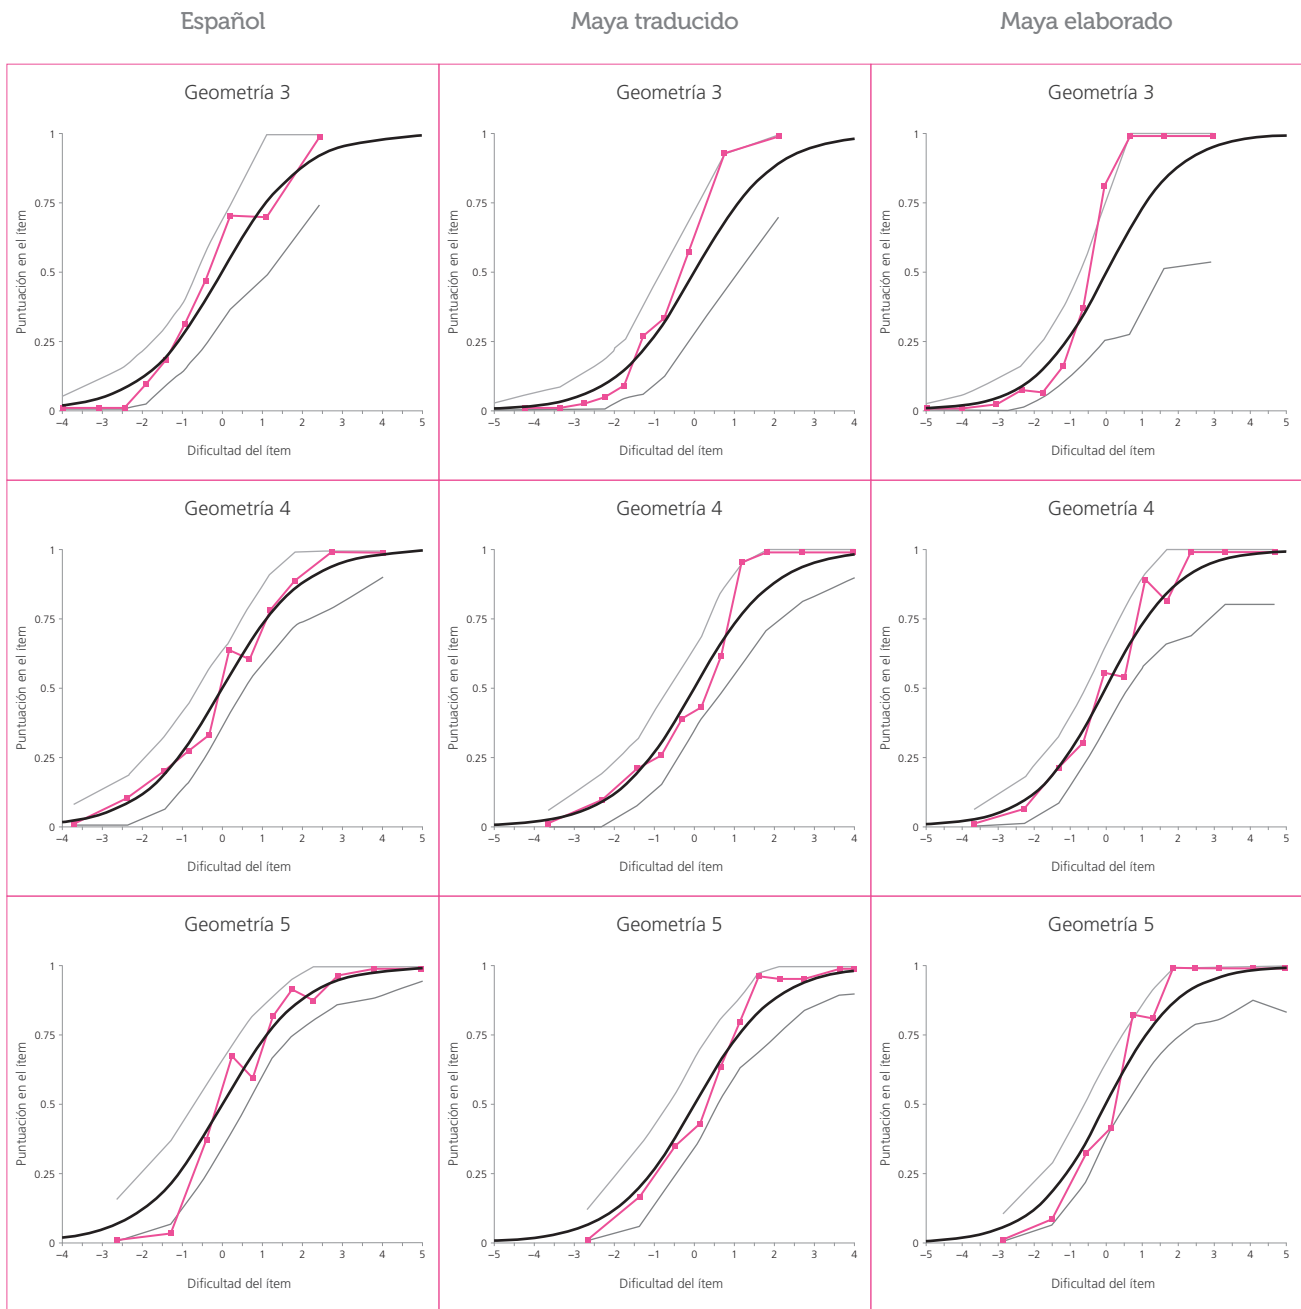 Español Maya traducido Maya elaborado
Geometría 3 Geometría 3 Geometría 3
Puntuación en el ítem Puntuación en el ítem Puntuación en el ítem
1 0.75 0.5 0.25 0 1 0.75 0.5 0.25 0 1 0.75 0.5 0.25 0
−4 −3 −2 −1 0 1 2 3 4 5 −5 −4 −3 −2 −1 0 1 2 3 4 −5 −4 −3 −2 −1 0 1 2 3 4 5
Dificultad del ítem Dificultad del ítem Dificultad del ítem
Geometría 4 Geometría 4 Geometría 4
Puntuación en el ítem Puntuación en el ítem Puntuación en el ítem
1 0.75 0.5 0.25 0 1 0.75 0.5 0.25 0 1 0.75 0.5 0.25 0
−4 −3 −2 −1 0 1 2 3 4 5 −5 −4 −3 −2 −1 0 1 2 3 4 −5 −4 −3 −2 −1 0 1 2 3 4 5
Dificultad del ítem Dificultad del ítem Dificultad del ítem
Geometría 5 Geometría 5 Geometría 5
Puntuación en el ítem Puntuación en el ítem Puntuación en el ítem
1 0.75 0.5 0.25 0 1 0.75 0.5 0.25 0 1 0.75 0.5 0.25 0
−4 −3 −2 −1 0 1 2 3 4 5 −5 −4 −3 −2 −1 0 1 2 3 4 −5 −4 −3 −2 −1 0 1 2 3 4 5
Dificultad del ítem Dificultad del ítem Dificultad del ítem